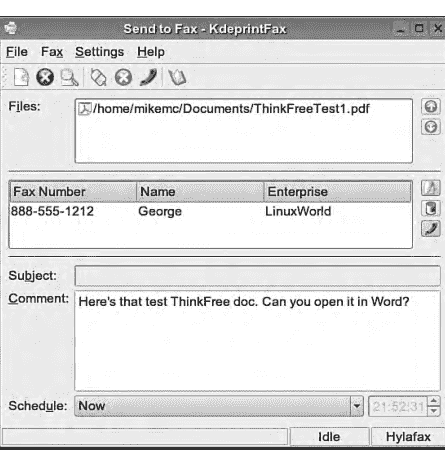 Send to Fax - KdeprintFax
File Fax Settings Help
Files: /home/mikemc/Documents/ThinkFreeTest1.pdf
Fax Number Name Enterprise
888-555-1212 George LinuxWorld
Subject:
Comment: Here's that test ThinkFree doc. Can you open it in Word?
Schedule: Now 21:52:31
Idle Hylafax